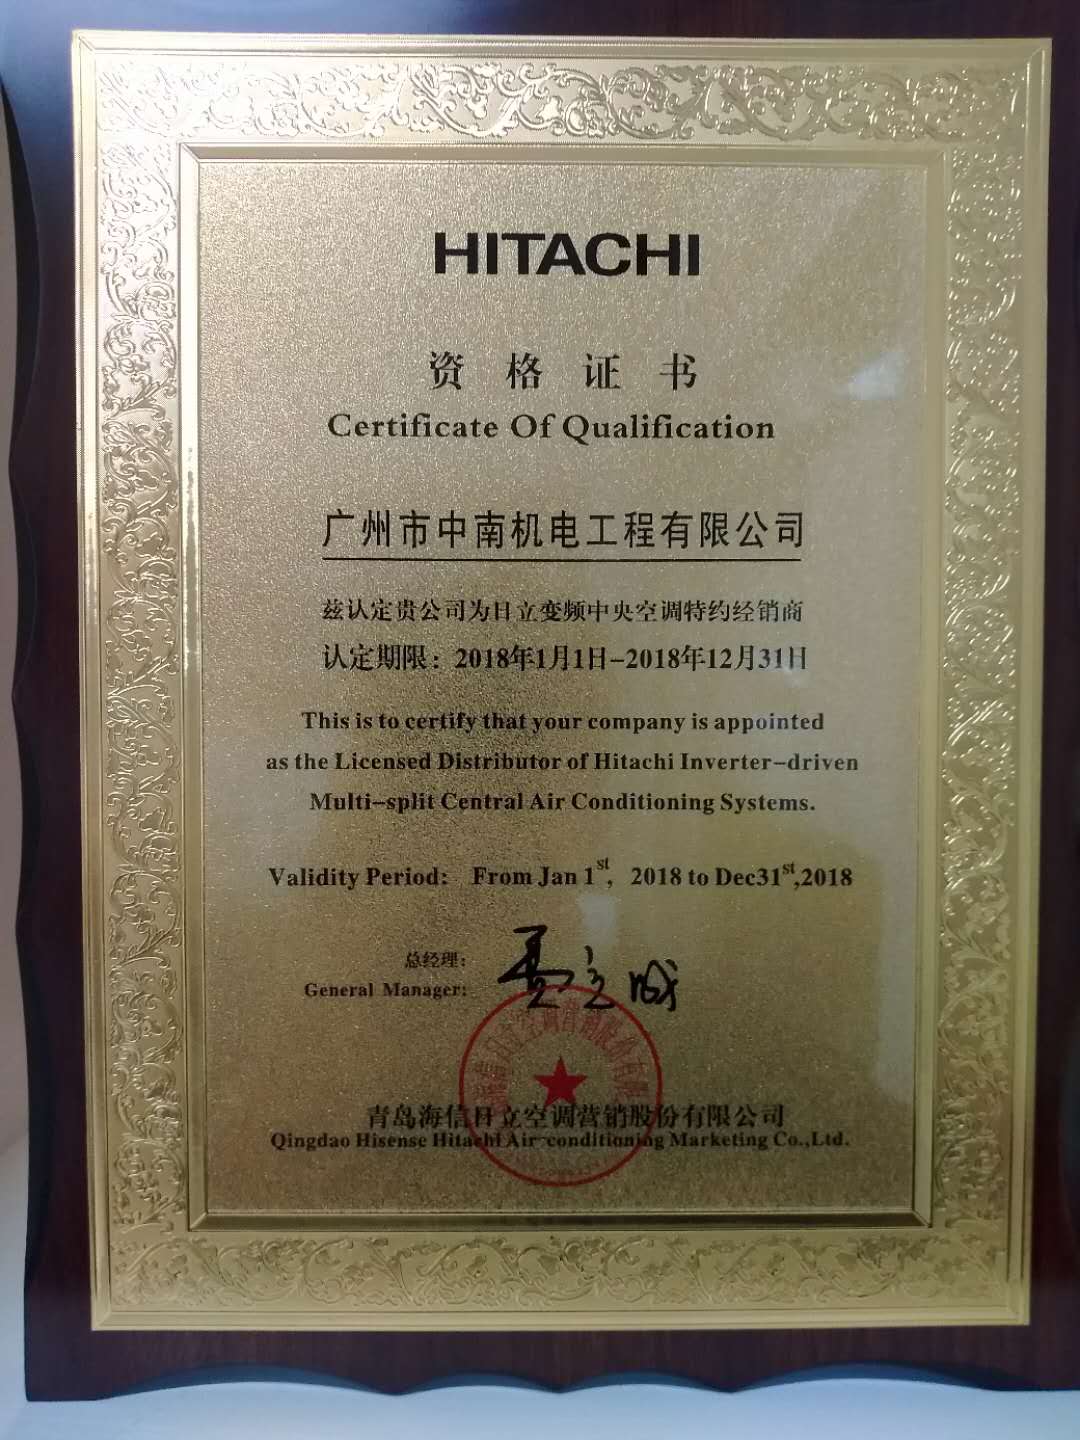 HITACHI
资格证书
Certificate Of Qualification
广州市中南机电工程有限公司
兹认定贵公司为日立变频中央空调特约经销商
认定期限：2018年1月1日-2018年12月31日
This is to certify that your company is appointed
as the Licensed Distributor of Hitachi Inverter-driven
Multi-split Central Air Conditioning Systems.
Validity Period: From Jan 1st, 2018 to Dec31st,2018
总经理：
General Manager:
青岛海信日立空调营销股份有限公司
Qingdao Hisense Hitachi Air-conditioning Marketing Co.,Ltd.